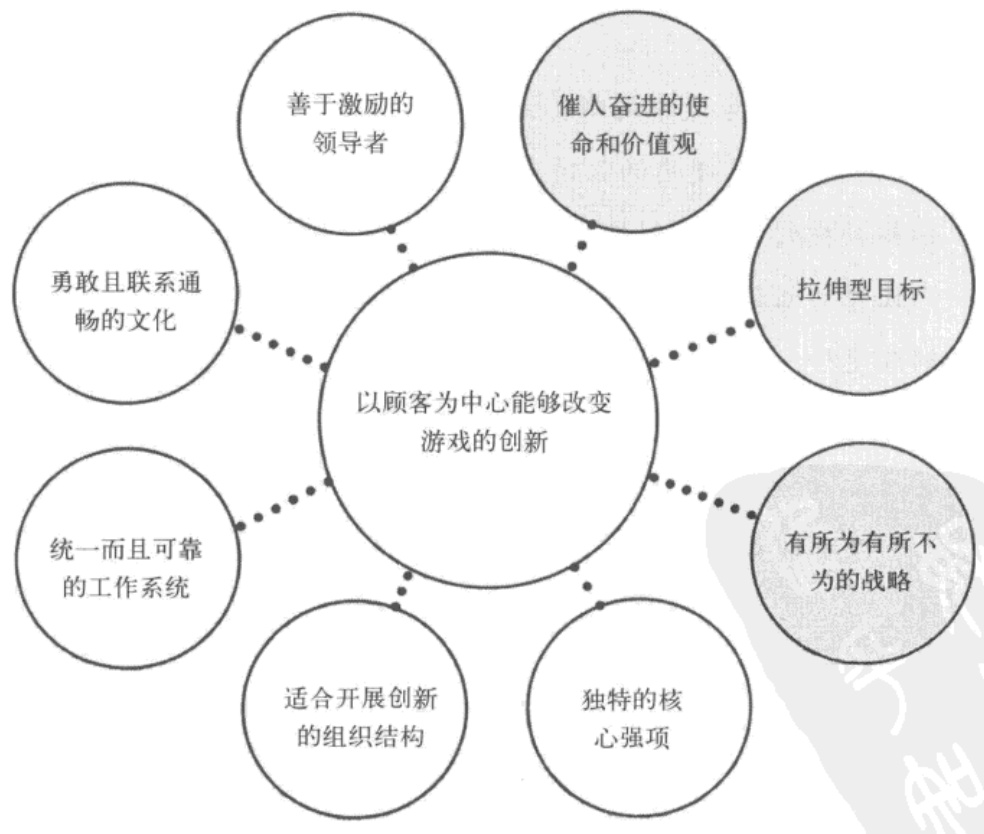 善于激励的
领导者
催人奋进的使
命和价值观
拉伸型目标
有所为有所不
为的战略
独特的核
心强项
适合开展创新
的组织结构
统一而且可靠
的工作系统
勇敢且联系通
畅的文化
以顾客为中心能够改变
游戏的创新